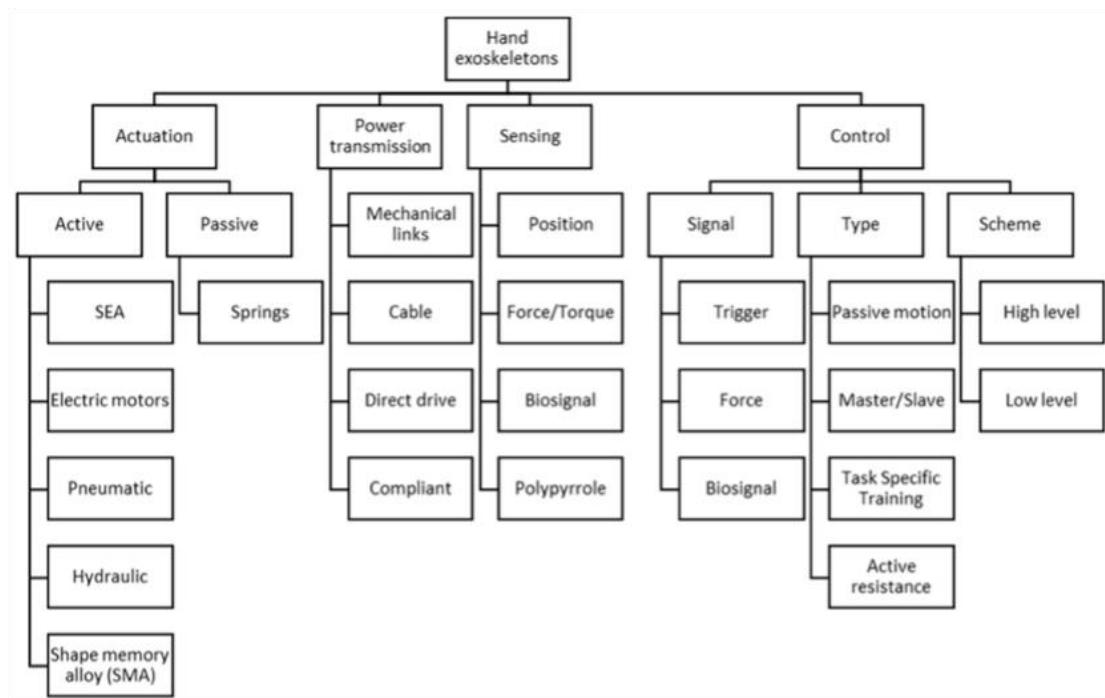 Hand
exoskeletons
Actuation
Power
transmission
Sensing
Control
Active
Passive
Mechanical
links
Position
Signal
Type
Scheme
SEA
Springs
Cable
Force/Torque
Trigger
Passive motion
High level
Electric motors
Direct drive
Biosignal
Force
Master/Slave
Low level
Pneumatic
Compliant
Polypyrrole
Biosignal
Task Specific
Training
Hydraulic
Active
resistance
Shape memory
alloy (SMA)